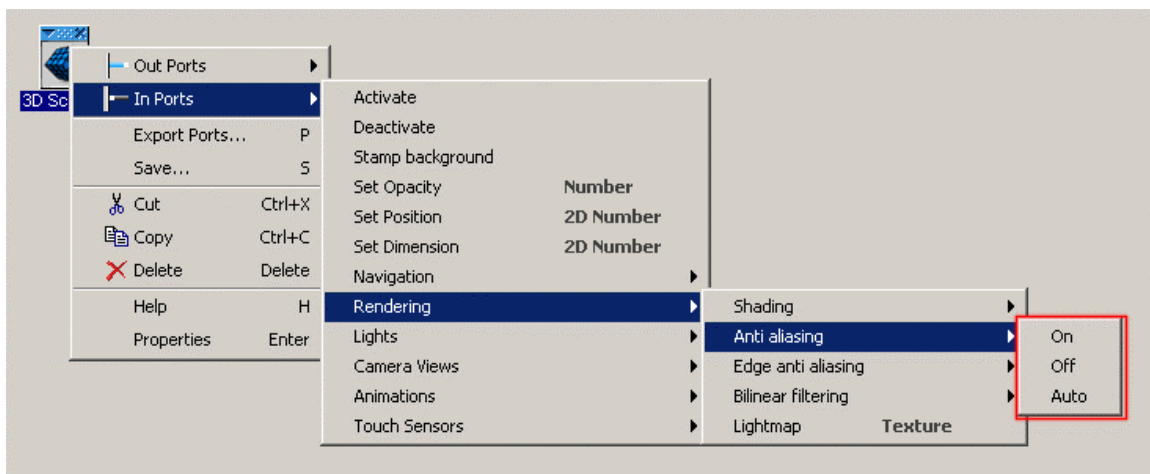 3D Sc
Out Ports
In Ports
Export Ports... P
Save... S
Cut Ctrl+X
Copy Ctrl+C
Delete Delete
Help H
Properties Enter
Activate
Deactivate
Stamp background
Set Opacity Number
Set Position 2D Number
Set Dimension 2D Number
Navigation
Rendering
Lights
Camera Views
Animations
Touch Sensors
Shading
Anti aliasing
Edge anti aliasing
Bilinear filtering
Lightmap Texture
On
Off
Auto